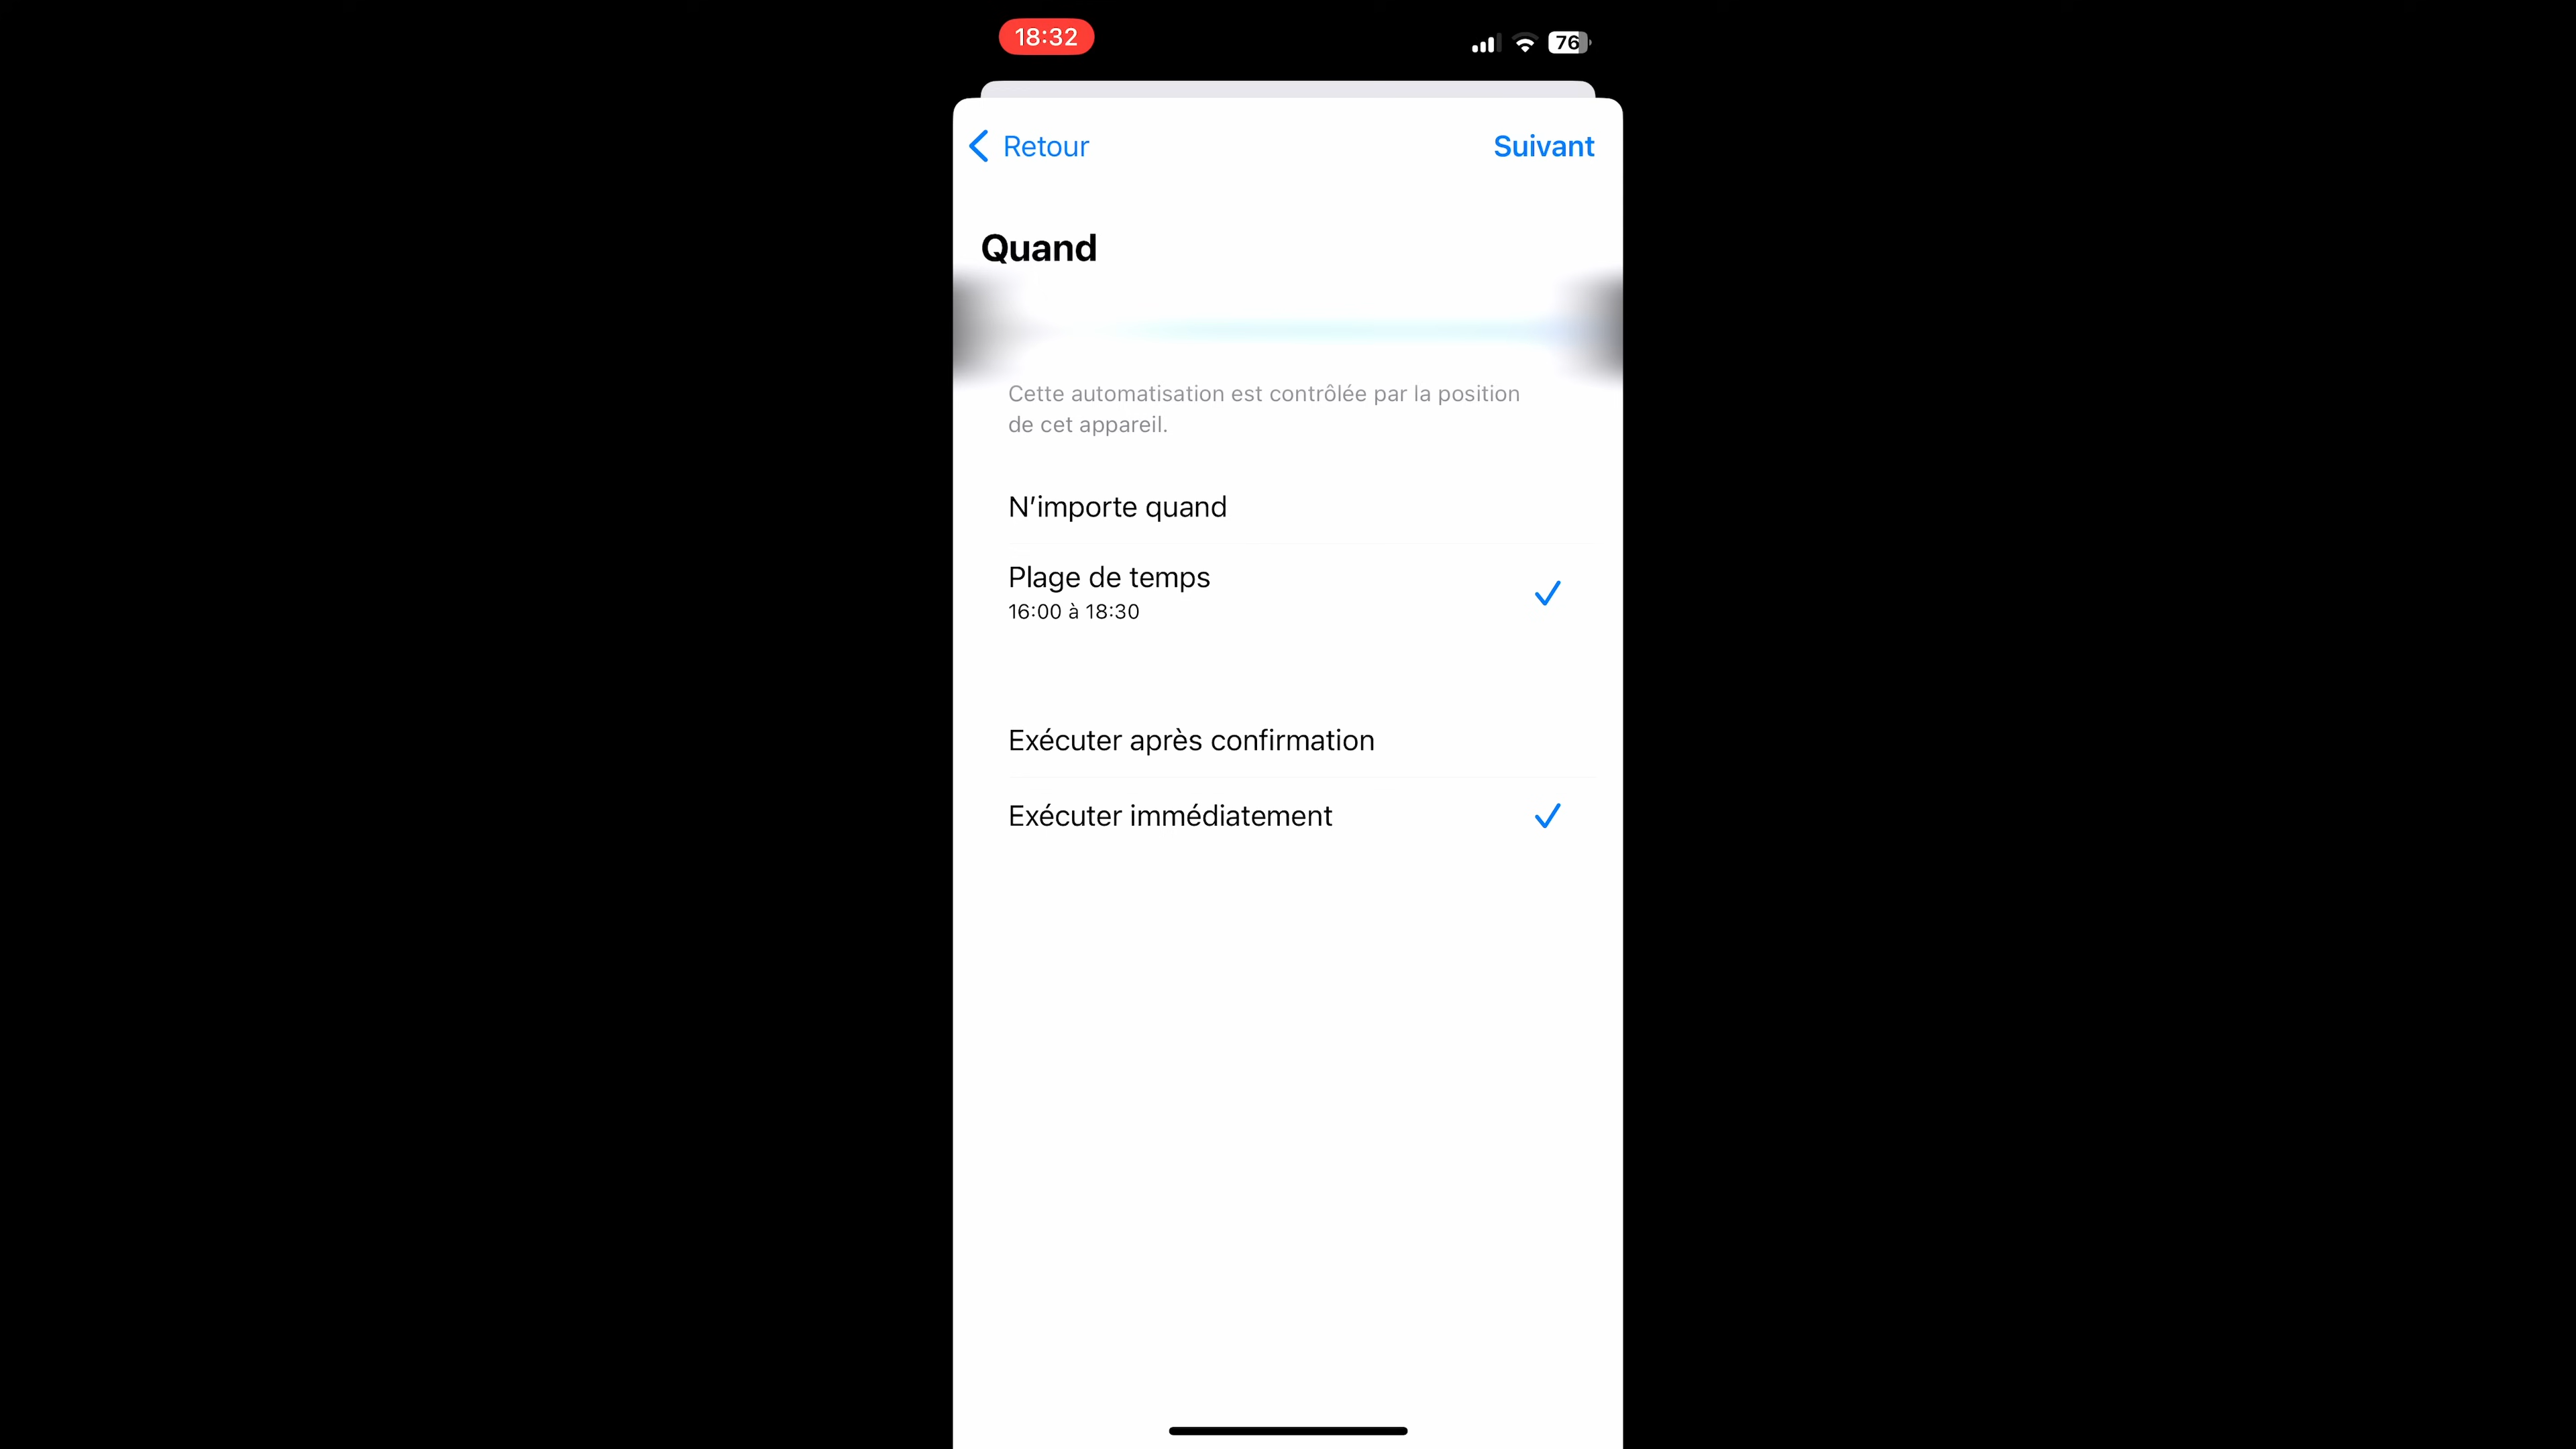 18:32
76
Retour
Suivant
Quand
Cette automatisation est contrôlée par la position
de cet appareil.
N’importe quand
Plage de temps
16:00 à 18:30
Exécuter après confirmation
Exécuter immédiatement